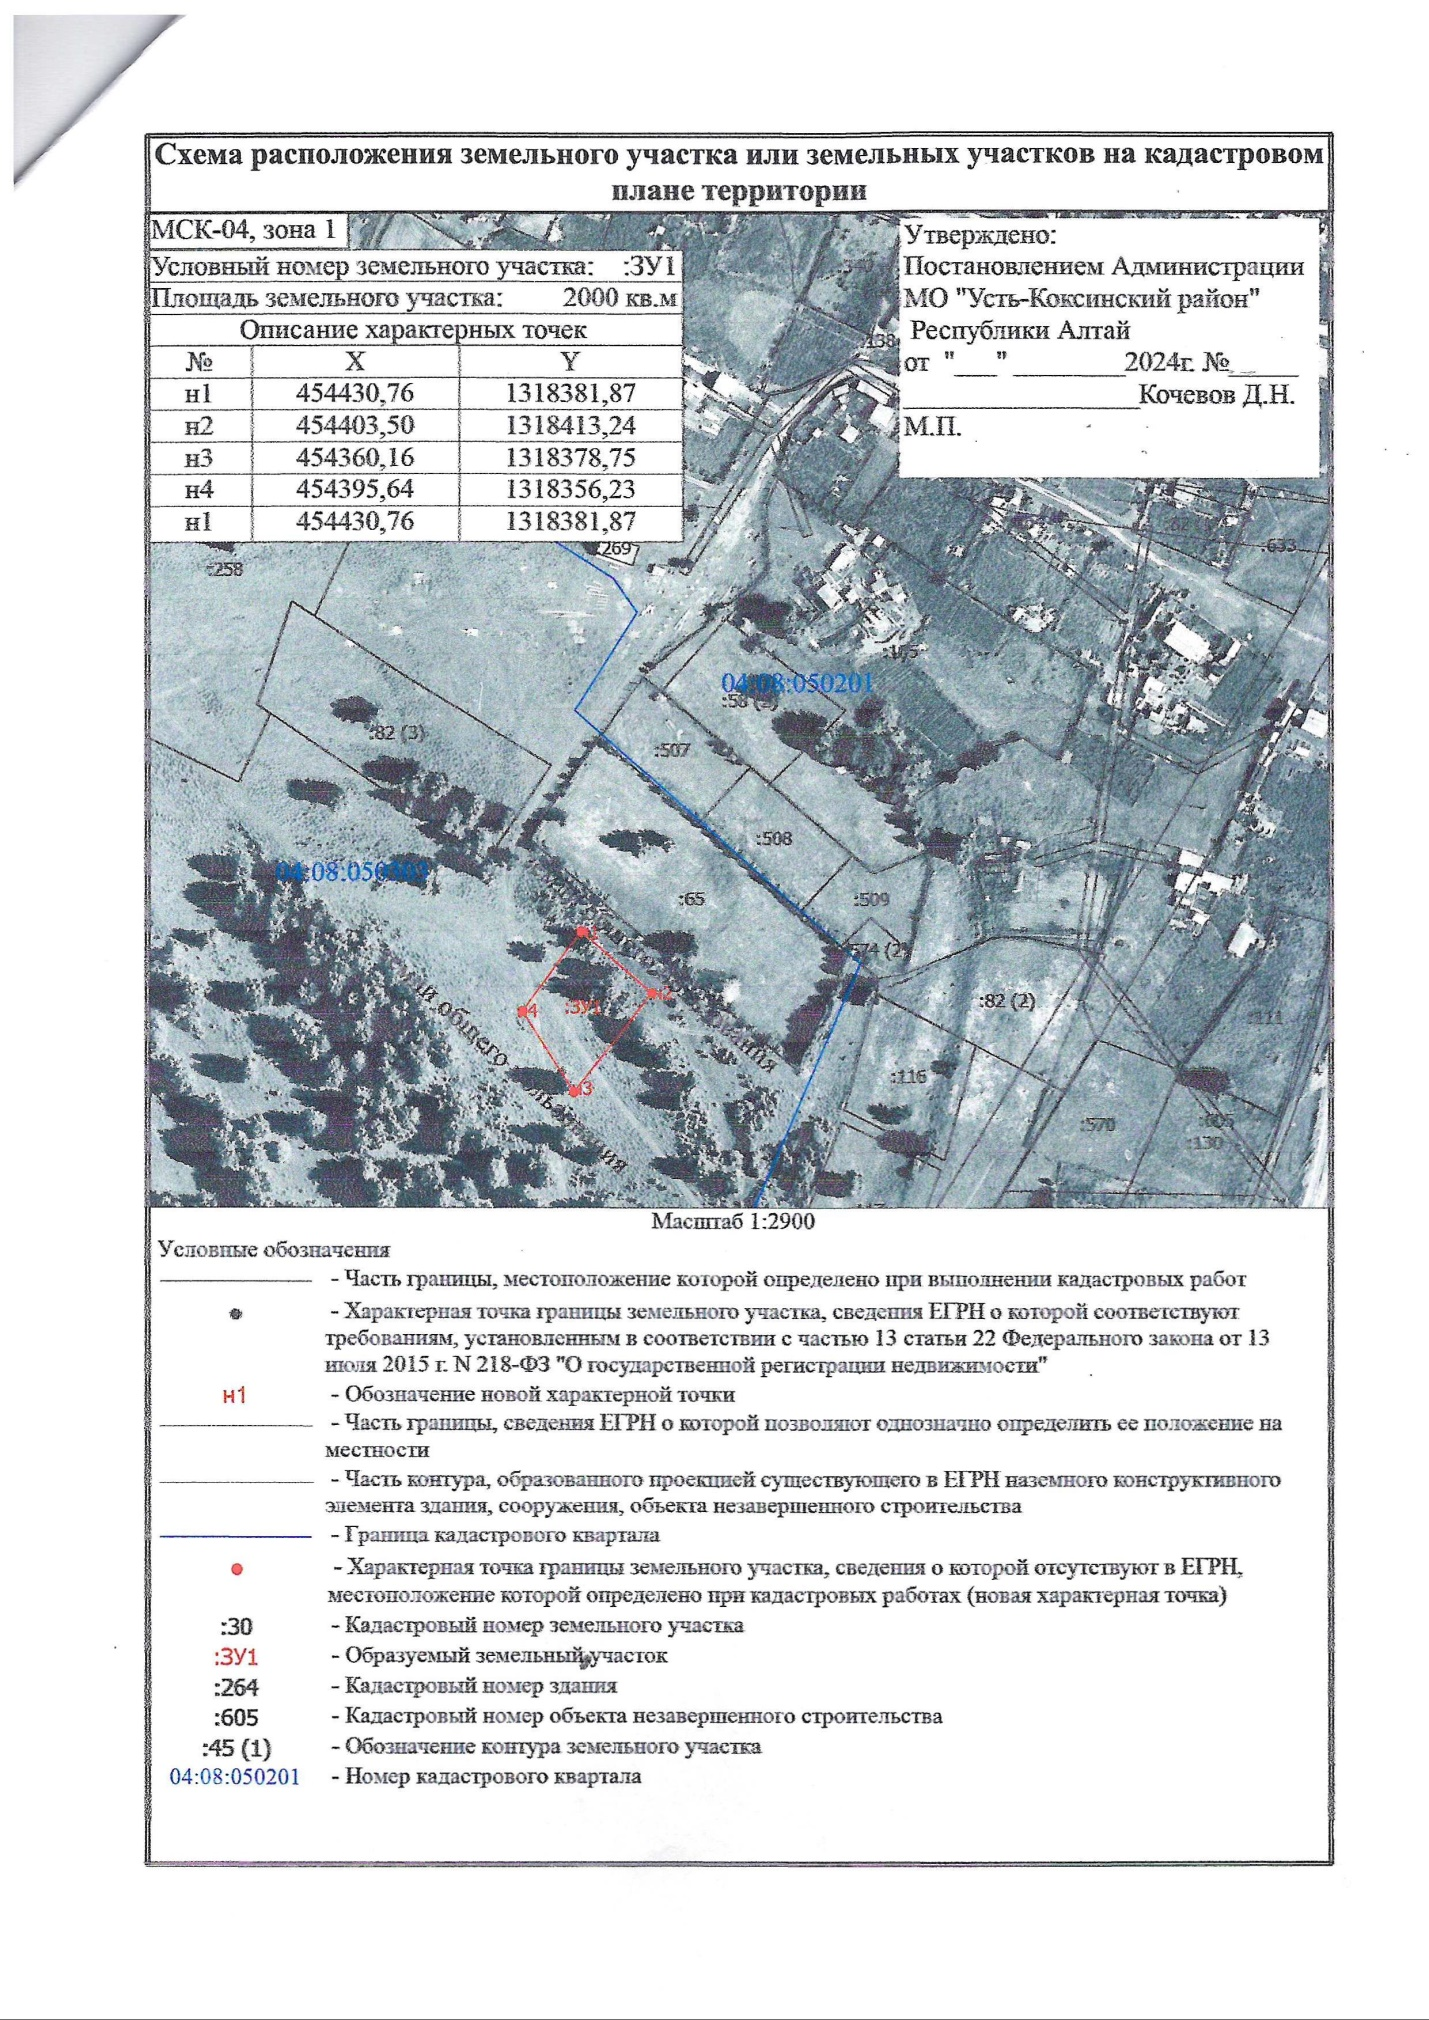 Схема расположения земельного участка или земельных участков на кадастровом
плане территории
МСК-04, зона 1
Условный номер земельного участка: :ЗУ1
Площадь земельного участка: 2000 кв.м
Описание характерных точек
№ X Y
н1 454430,76 1318381,87
н2 454403,50 1318413,24
н3 454360,16 1318378,75
н4 454395,64 1318356,23
н1 454430,76 1318381,87
Утверждено:
Постановлением Администрации
МО "Усть-Коксинский район"
Республики Алтай
от "___" _________2024г. №_____
___________________Кочевов Д.Н.
М.П.
:138
:633
:258
:269
04:08:050201
:82 (3)
:507
:508
:65
:509
:82 (2)
:ЗУ1
:111
:116
:570
:130
Масштаб 1:2900
Условные обозначения
- Часть границы, местоположение которой определено при выполнении кадастровых работ
- Характерная точка границы земельного участка, сведения ЕГРН о которой соответствуют
требованиям, установленным в соответствии с частью 13 статьи 22 Федерального закона от 13
июля 2015 г. N 218-ФЗ "О государственной регистрации недвижимости"
н1 - Обозначение новой характерной точки
- Часть границы, сведения ЕГРН о которой позволяют однозначно определить ее положение на
местности
- Часть контура, образованного проекцией существующего в ЕГРН наземного конструктивного
элемента здания, сооружения, объекта незавершенного строительства
- Граница кадастрового квартала
- Характерная точка границы земельного участка, сведения о которой отсутствуют в ЕГРН,
местоположение которой определено при кадастровых работах (новая характерная точка)
:30 - Кадастровый номер земельного участка
:ЗУ1 - Образуемый земельный участок
:264 - Кадастровый номер здания
:605 - Кадастровый номер объекта незавершенного строительства
:45 (1) - Обозначение контура земельного участка
04:08:050201 - Номер кадастрового квартала